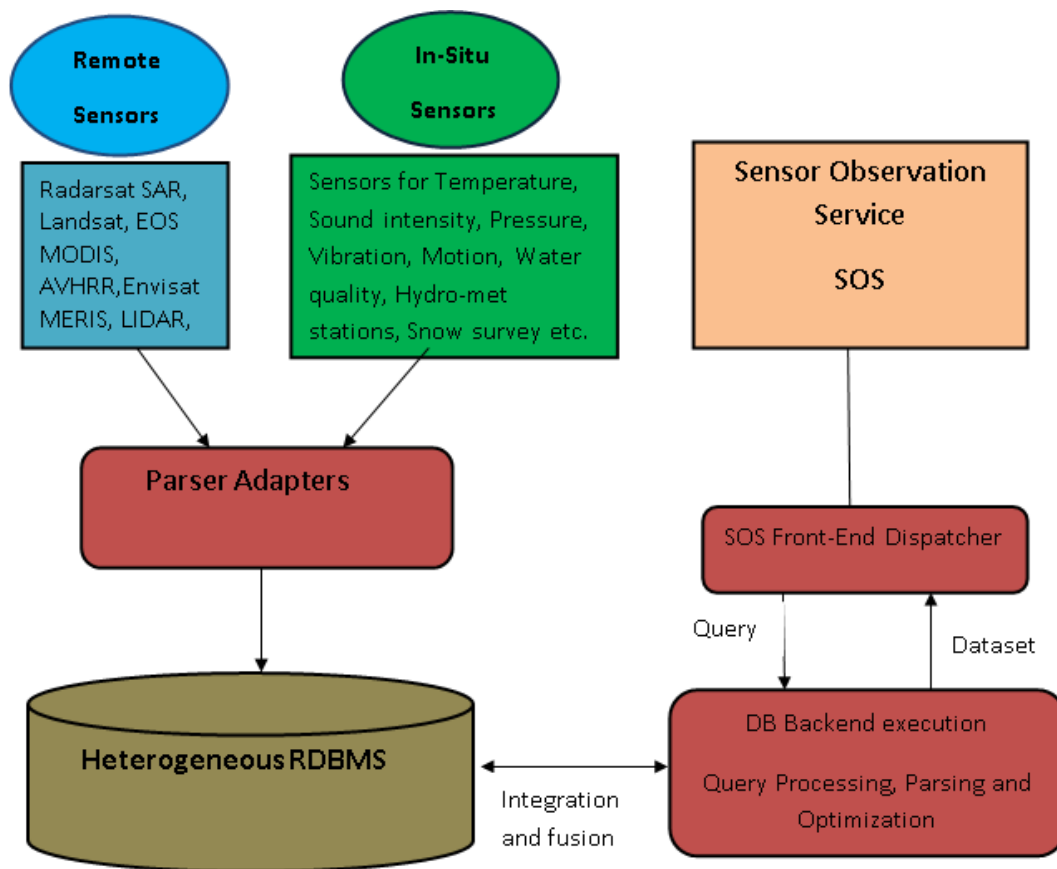 Remote
Sensors
In-Situ
Sensors
Radarsat SAR,
Landsat, EOS
MODIS,
AVHRR,Envisat
MERIS, LIDAR,
Sensors for Temperature,
Sound intensity, Pressure,
Vibration, Motion, Water
quality, Hydro-met
stations, Snow survey etc.
Sensor Observation
Service
SOS
Parser Adapters
SOS Front-End Dispatcher
Query
Dataset
Heterogeneous RDBMS
Integration
and fusion
DB Backend execution
Query Processing, Parsing and
Optimization